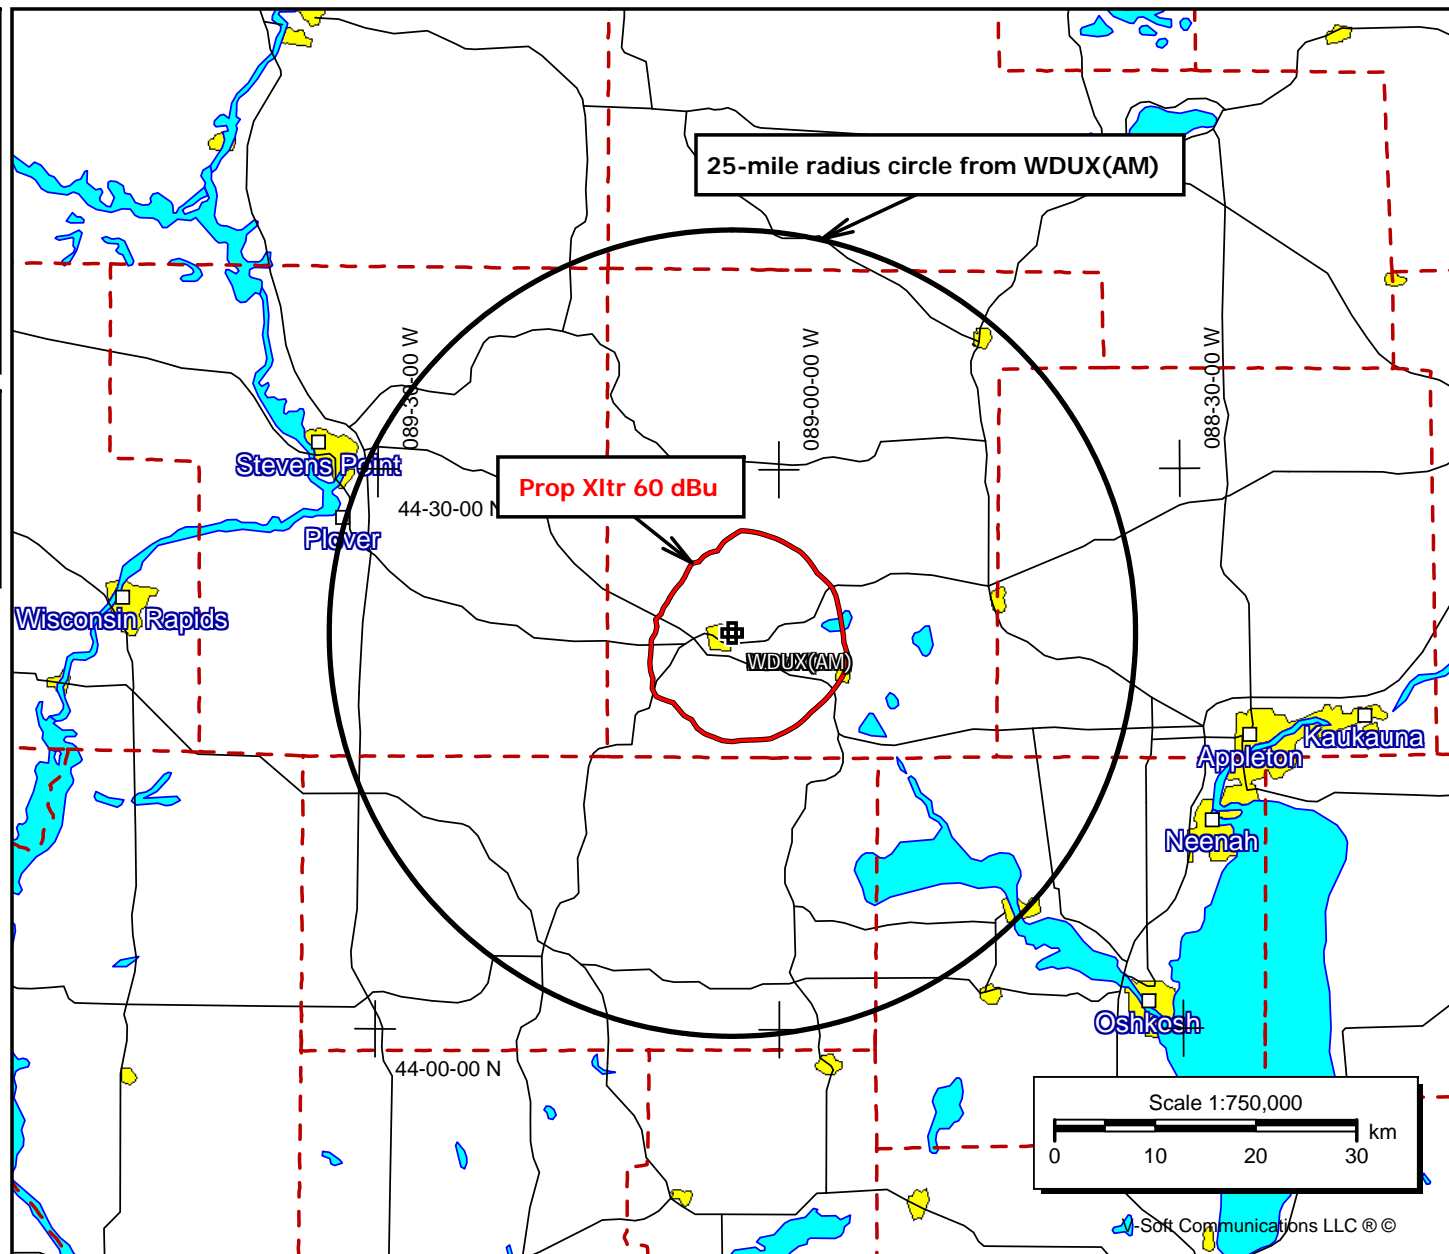 25-mile radius circle from WDUX(AM)
089-30-00 W
089-00-00 W
088-30-00 W
Stevens Point
Prop Xltr 60 dBu
44-30-00 N
Plover
Wisconsin Rapids
WDUX(AM)
Kaukauna
Appleton
Neenah
Oshkosh
44-00-00 N
Scale 1:750,000
km
0 10 20 30
V-Soft Communications LLC ® ©